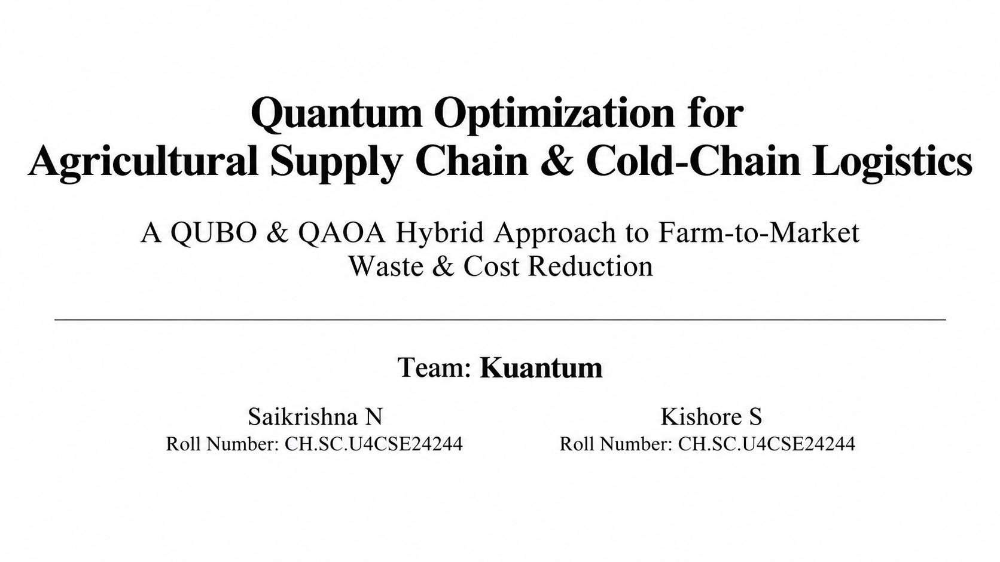 Quantum Optimization for
Agricultural Supply Chain & Cold-Chain Logistics
A QUBO & QAOA Hybrid Approach to Farm-to-Market
Waste & Cost Reduction
Team: Kuantum
Saikrishna N
Roll Number: CH.SC.U4CSE24244
Kishore S
Roll Number: CH.SC.U4CSE24244